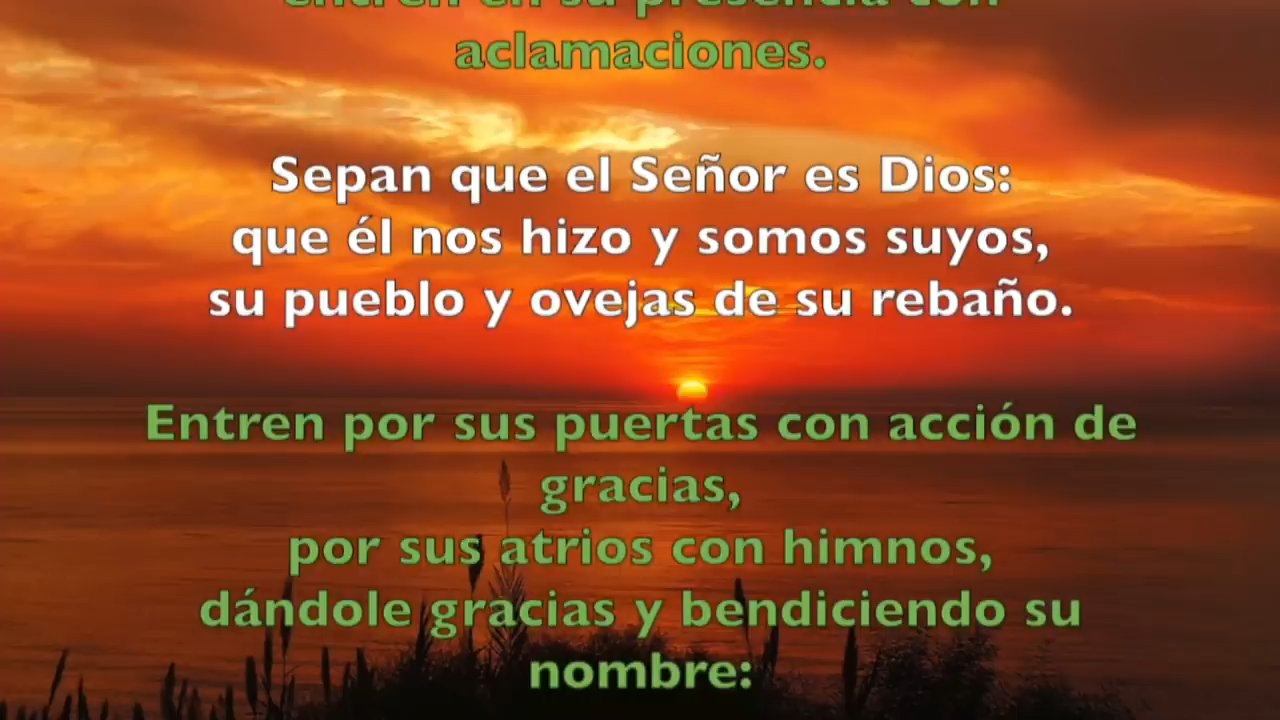 entren en su presencia con
aclamaciones.
Sepan que el Señor es Dios:
que él nos hizo y somos suyos,
su pueblo y ovejas de su rebaño.
Entren por sus puertas con acción de
gracias,
por sus atrios con himnos,
dándole gracias y bendiciendo su
nombre: